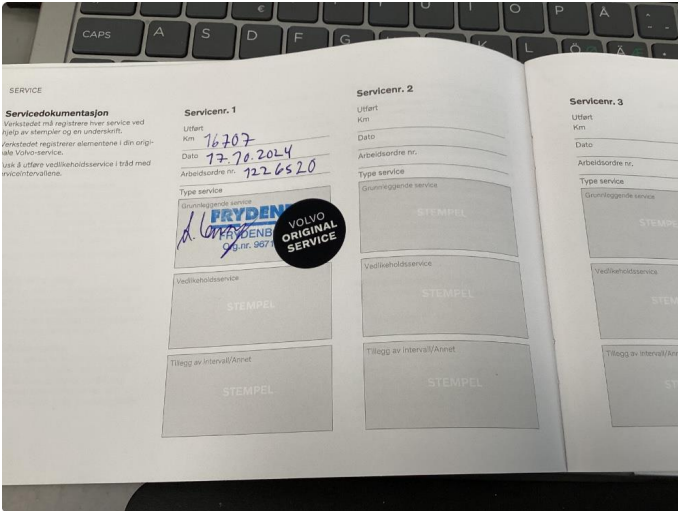 €
U
I
O
P
Å
CAPS
A
S
D
F
G
K
L
Ö
Ä
SERVICE
Servicedokumentasjon
Verkstedet må registrere hver service ved
hjelp av stempler og en underskrift.
Verkstedet registrerer elementene i din origi-
nale Volvo-service.
Husk å utføre vedlikeholdsservice i tråd med
serviceintervallene.
Servicenr. 1
Utført
Km 16707
Dato 17.10.2024
Arbeidsordre nr. 1226520
Type service
Grunnleggende service
FRYDENB
FRYDENB
Org.nr. 9671
VOLVO
ORIGINAL
SERVICE
Vedlikeholdsservice
STEMPEL
Tillegg av intervall/Annet
STEMPEL
Servicenr. 2
Utført
Km
Dato
Arbeidsordre nr.
Type service
Grunnleggende service
STEMPEL
Vedlikeholdsservice
STEMPEL
Tillegg av intervall/Annet
STEMPEL
Servicenr. 3
Utført
Km
Dato
Arbeidsordre nr.
Type service
Grunnleggende service
STEM
Vedlikeholdsservice
STEM
Tillegg av intervall/Annet
STEM